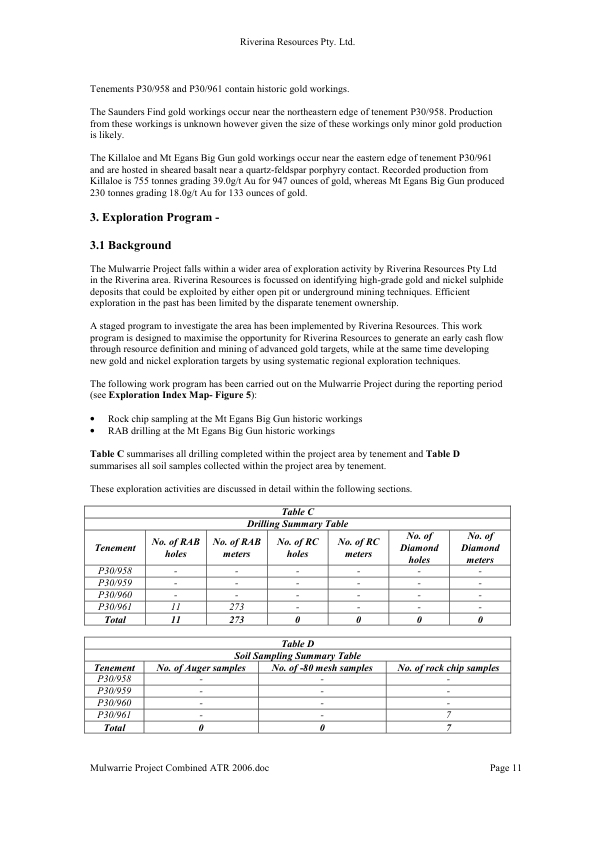 Riverina Resources Pty. Ltd.
Tenements P30/958 and P30/961 contain historic gold workings.
The Saunders Find gold workings occur near the northeastern edge of tenement P30/958. Production
from these workings is unknown however given the size of these workings only minor gold production
is likely.
The Killaloe and Mt Egans Big Gun gold workings occur near the eastern edge of tenement P30/961
and are hosted in sheared basalt near a quartz-feldspar porphyry contact. Recorded production from
Killaloe is 755 tonnes grading 39.0g/t Au for 947 ounces of gold, whereas Mt Egans Big Gun produced
230 tonnes grading 18.0g/t Au for 133 ounces of gold.
3. Exploration Program -
3.1 Background
The Mulwarrie Project falls within a wider area of exploration activity by Riverina Resources Pty Ltd
in the Riverina area. Riverina Resources is focussed on identifying high-grade gold and nickel sulphide
deposits that could be exploited by either open pit or underground mining techniques. Efficient
exploration in the past has been limited by the disparate tenement ownership.
A staged program to investigate the area has been implemented by Riverina Resources. This work
program is designed to maximise the opportunity for Riverina Resources to generate an early cash flow
through resource definition and mining of advanced gold targets, while at the same time developing
new gold and nickel exploration targets by using systematic regional exploration techniques.
The following work program has been carried out on the Mulwarrie Project during the reporting period
(see Exploration Index Map- Figure 5):
• Rock chip sampling at the Mt Egans Big Gun historic workings
• RAB drilling at the Mt Egans Big Gun historic workings
Table C summarises all drilling completed within the project area by tenement and Table D
summarises all soil samples collected within the project area by tenement.
These exploration activities are discussed in detail within the following sections.
Table C
Drilling Summary Table
Tenement No. of RAB holes No. of RAB meters No. of RC holes No. of RC meters No. of Diamond holes No. of Diamond meters
P30/958 - - - - - -
P30/959 - - - - - -
P30/960 - - - - - -
P30/961 11 273 - - - -
Total 11 273 0 0 0 0
Table D
Soil Sampling Summary Table
Tenement No. of Auger samples No. of -80 mesh samples No. of rock chip samples
P30/958 - - -
P30/959 - - -
P30/960 - - -
P30/961 - - 7
Total 0 0 7
Mulwarrie Project Combined ATR 2006.doc Page 11